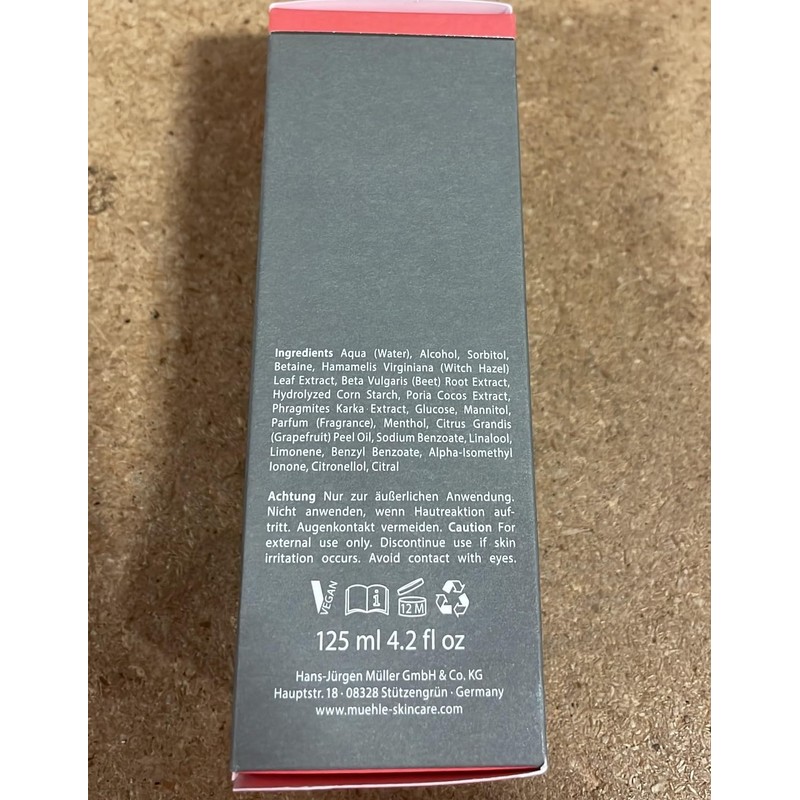 Ingredients Aqua (Water), Alcohol, Sorbitol,
Betaine, Hamamelis Virginiana (Witch Hazel)
Leaf Extract, Beta Vulgaris (Beet) Root Extract,
Hydrolyzed Corn Starch, Poria Cocos Extract,
Phragmites Karka Extract, Glucose, Mannitol,
Parfum (Fragrance), Menthol, Citrus Grandis
(Grapefruit) Peel Oil, Sodium Benzoate, Linalool,
Limonene, Benzyl Benzoate, Alpha-Isomethyl
Ionone, Citronellol, Citral
Achtung Nur zur äußerlichen Anwendung.
Nicht anwenden, wenn Hautreaktion auf-
tritt. Augenkontakt vermeiden. Caution For
external use only. Discontinue use if skin
irritation occurs. Avoid contact with eyes.
VEGAN i 12 M
125 ml 4.2 fl oz
Hans-Jürgen Müller GmbH & Co. KG
Hauptstr. 18 · 08328 Stützengrün · Germany
www.muehle-skincare.com